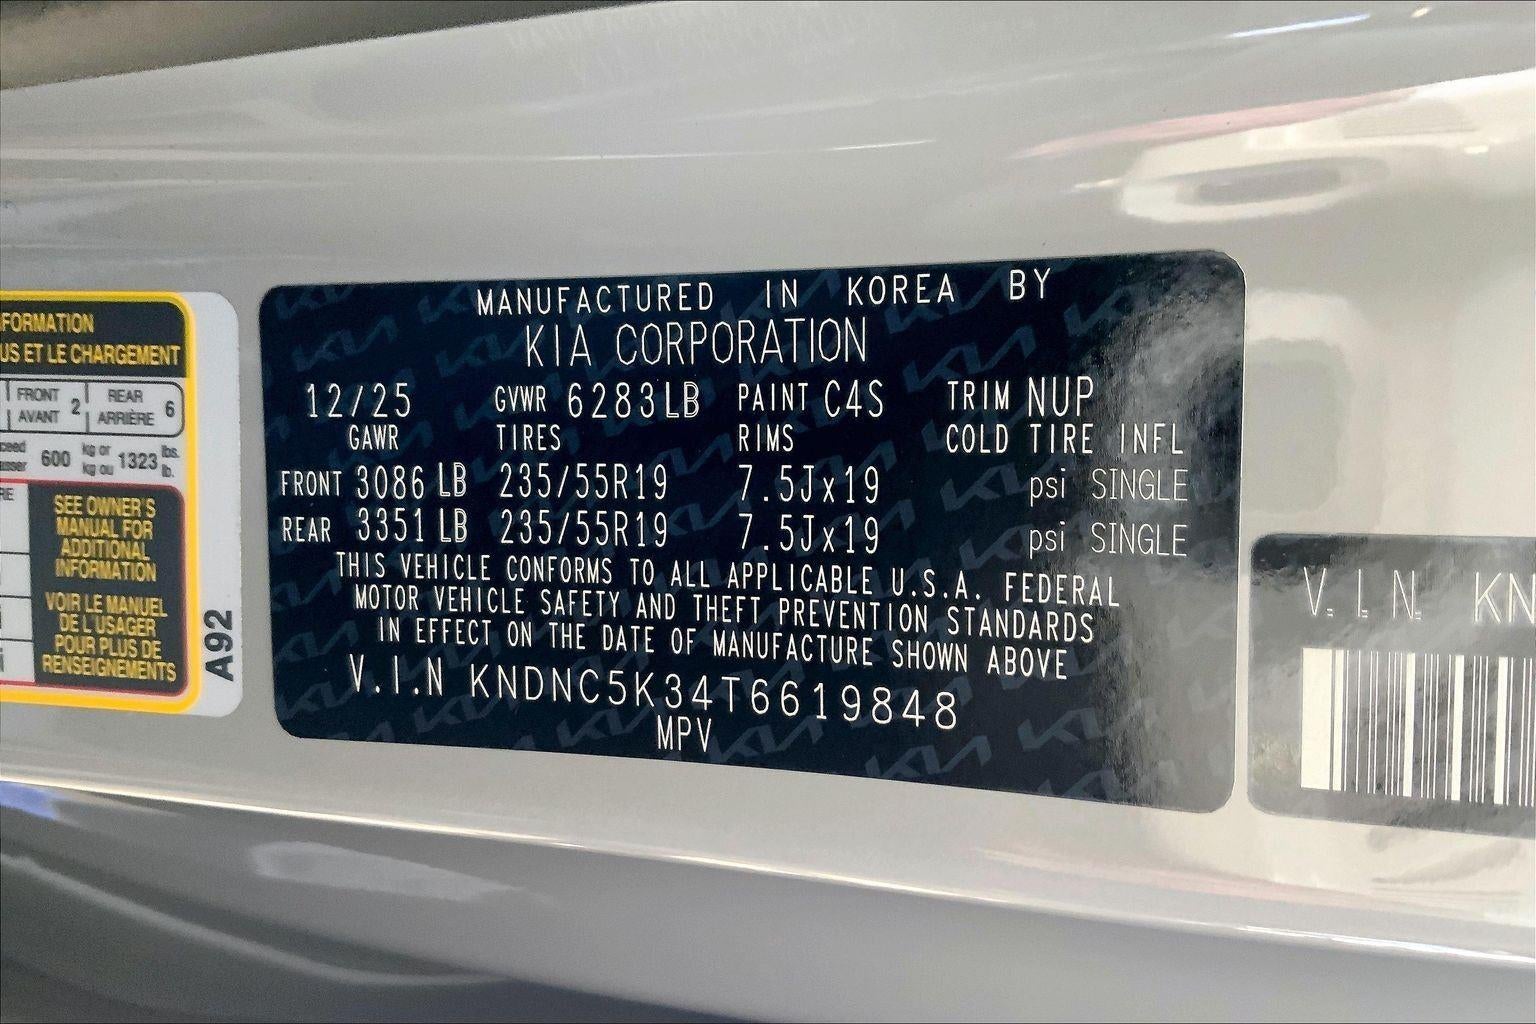 MANUFACTURED IN KOREA BY
KIA CORPORATION
12/25 GVWR 6283LB PAINT C4S TRIM NUP
GAWR TIRES RIMS COLD TIRE INFL
FRONT 3086 LB 235/55R19 7.5Jx19 psi SINGLE
REAR 3351 LB 235/55R19 7.5Jx19 psi SINGLE
THIS VEHICLE CONFORMS TO ALL APPLICABLE U.S.A. FEDERAL
MOTOR VEHICLE SAFETY AND THEFT PREVENTION STANDARDS
IN EFFECT ON THE DATE OF MANUFACTURE SHOWN ABOVE
V.I.N KNDNC5K34T6619848
MPV
FORMATION
US ET LE CHARGEMENT
FRONT 2 REAR 6
AVANT ARRIÈRE
600 kg or 1323 lbs.
kg ou lb.
SEE OWNER'S
MANUAL FOR
ADDITIONAL
INFORMATION
VOIR LE MANUEL
DE L'USAGER
POUR PLUS DE
RENSEIGNEMENTS
A92
V.I.N KN